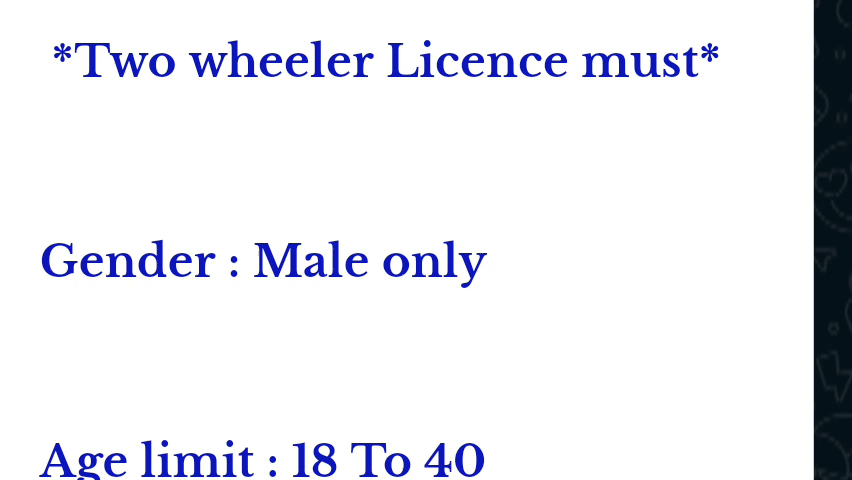 *Two wheeler Licence must*
Gender : Male only
Age limit : 18 To 40